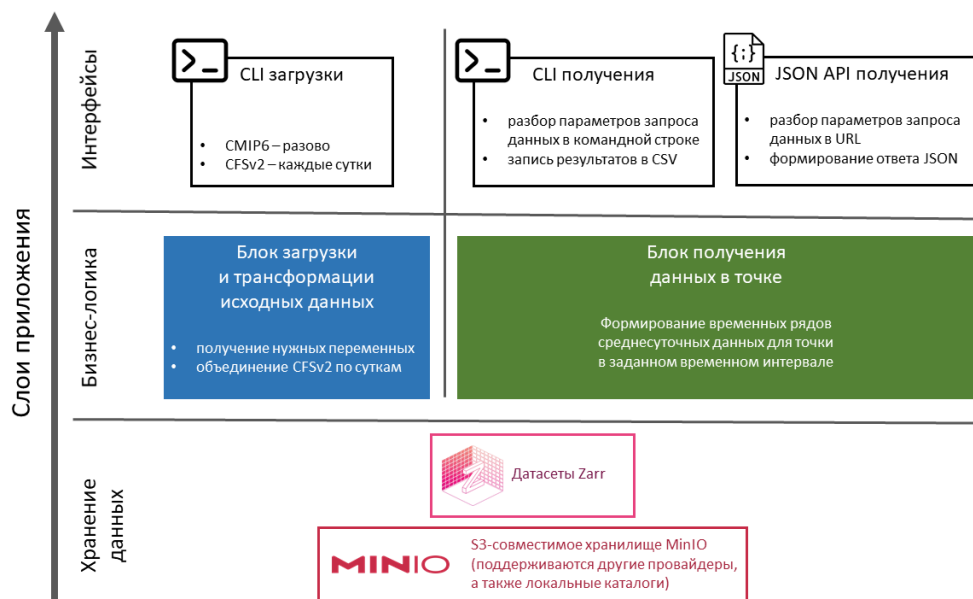 Слои приложения
Интерфейсы
CLI загрузки
• CMIP6 – разово
• CFSv2 – каждые сутки
CLI получения
• разбор параметров запроса
данных в командной строке
• запись результатов в CSV
{;}
JSON
JSON API получения
• разбор параметров запроса
данных в URL
• формирование ответа JSON
Бизнес-логика
Блок загрузки
и трансформации
исходных данных
• получение нужных переменных
• объединение CFSv2 по суткам
Блок получения
данных в точке
Формирование временных рядов
среднесуточных данных для точки
в заданном временном интервале
Хранение
данных
Z
Датасеты Zarr
MINIO
S3-совместимое хранилище MinIO
(поддерживаются другие провайдеры,
а также локальные каталоги)